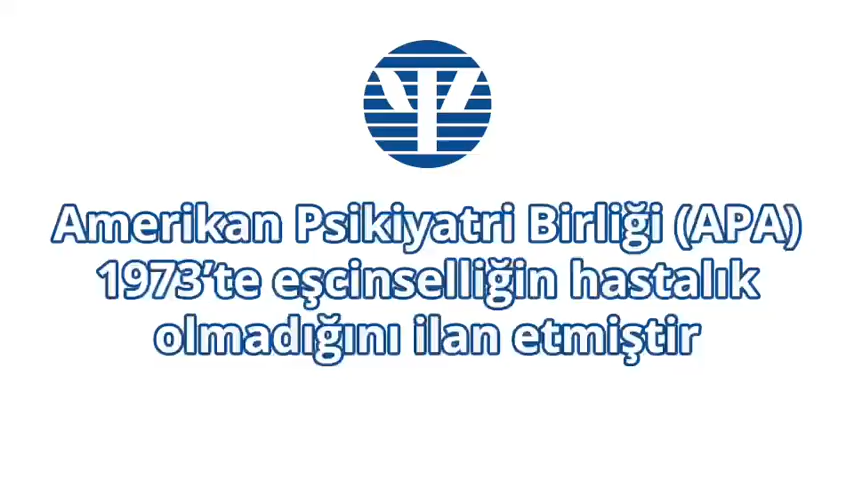 Amerikan Psikiyatri Birliği (APA)
1973’te eşcinselliğin hastalık
olmadığını ilan etmiştir